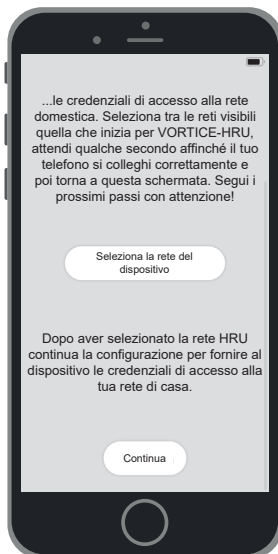 ...le credenziali di accesso alla rete
domestica. Seleziona tra le reti visibili
quella che inizia per VORTICE-HRU,
attendi qualche secondo affinché il tuo
telefono si colleghi correttamente e
poi torna a questa schermata. Segui i
prossimi passi con attenzione!
Seleziona la rete del
dispositivo
Dopo aver selezionato la rete HRU
continua la configurazione per fornire al
dispositivo le credenziali di accesso alla
tua rete di casa.
Continua